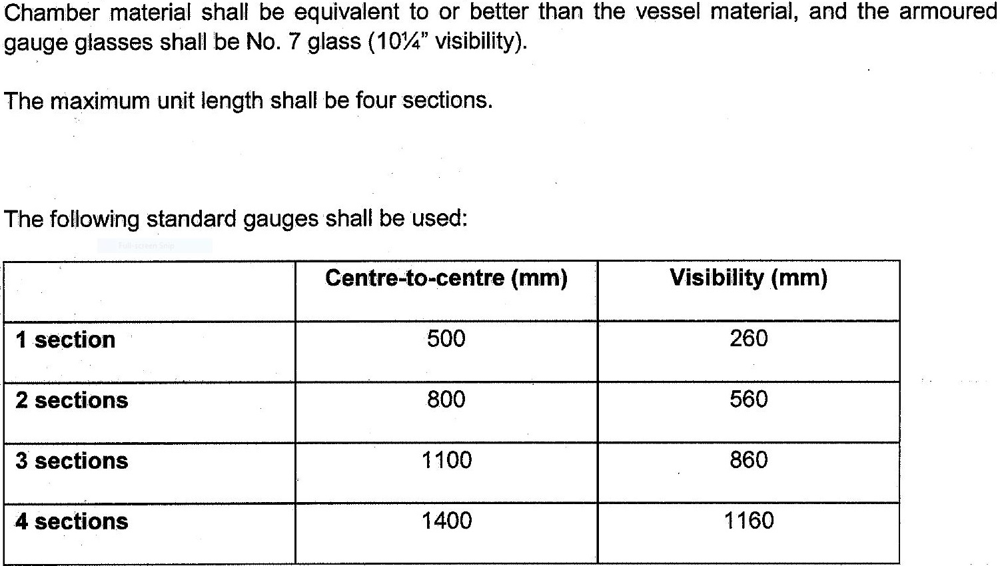 Chamber material shall be equivalent to or better than the vessel material, and the armoured
gauge glasses shall be No. 7 glass (10¼” visibility).
The maximum unit length shall be four sections.
The following standard gauges shall be used:
Full-screen Snip
Centre-to-centre (mm) Visibility (mm)
1 section 500 260
2 sections 800 560
3 sections 1100 860
4 sections 1400 1160